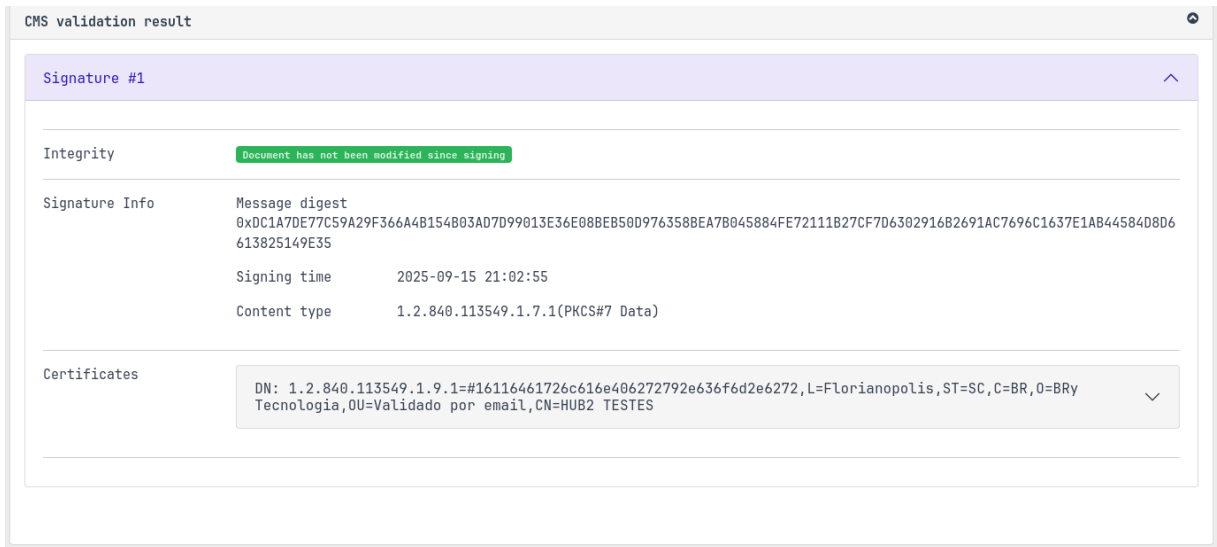 CMS validation result
Signature #1
Integrity
Document has not been modified since signing
Signature Info
Message digest
0xDC1A7DE77C59A29F366A4B154B03AD7D99013E36E08BEB50D976358BEA7B045884FE72111B27CF7D6302916B2691AC7696C1637E1AB44584D8D6
613825149E35
Signing time 2025-09-15 21:02:55
Content type 1.2.840.113549.1.7.1(PKCS#7 Data)
Certificates
DN: 1.2.840.113549.1.9.1=#16116461726c616e406272792e636f6d2e6272,L=Florianopolis,ST=SC,C=BR,O=BRy
Tecnologia,OU=Validado por email,CN=HUB2 TESTES